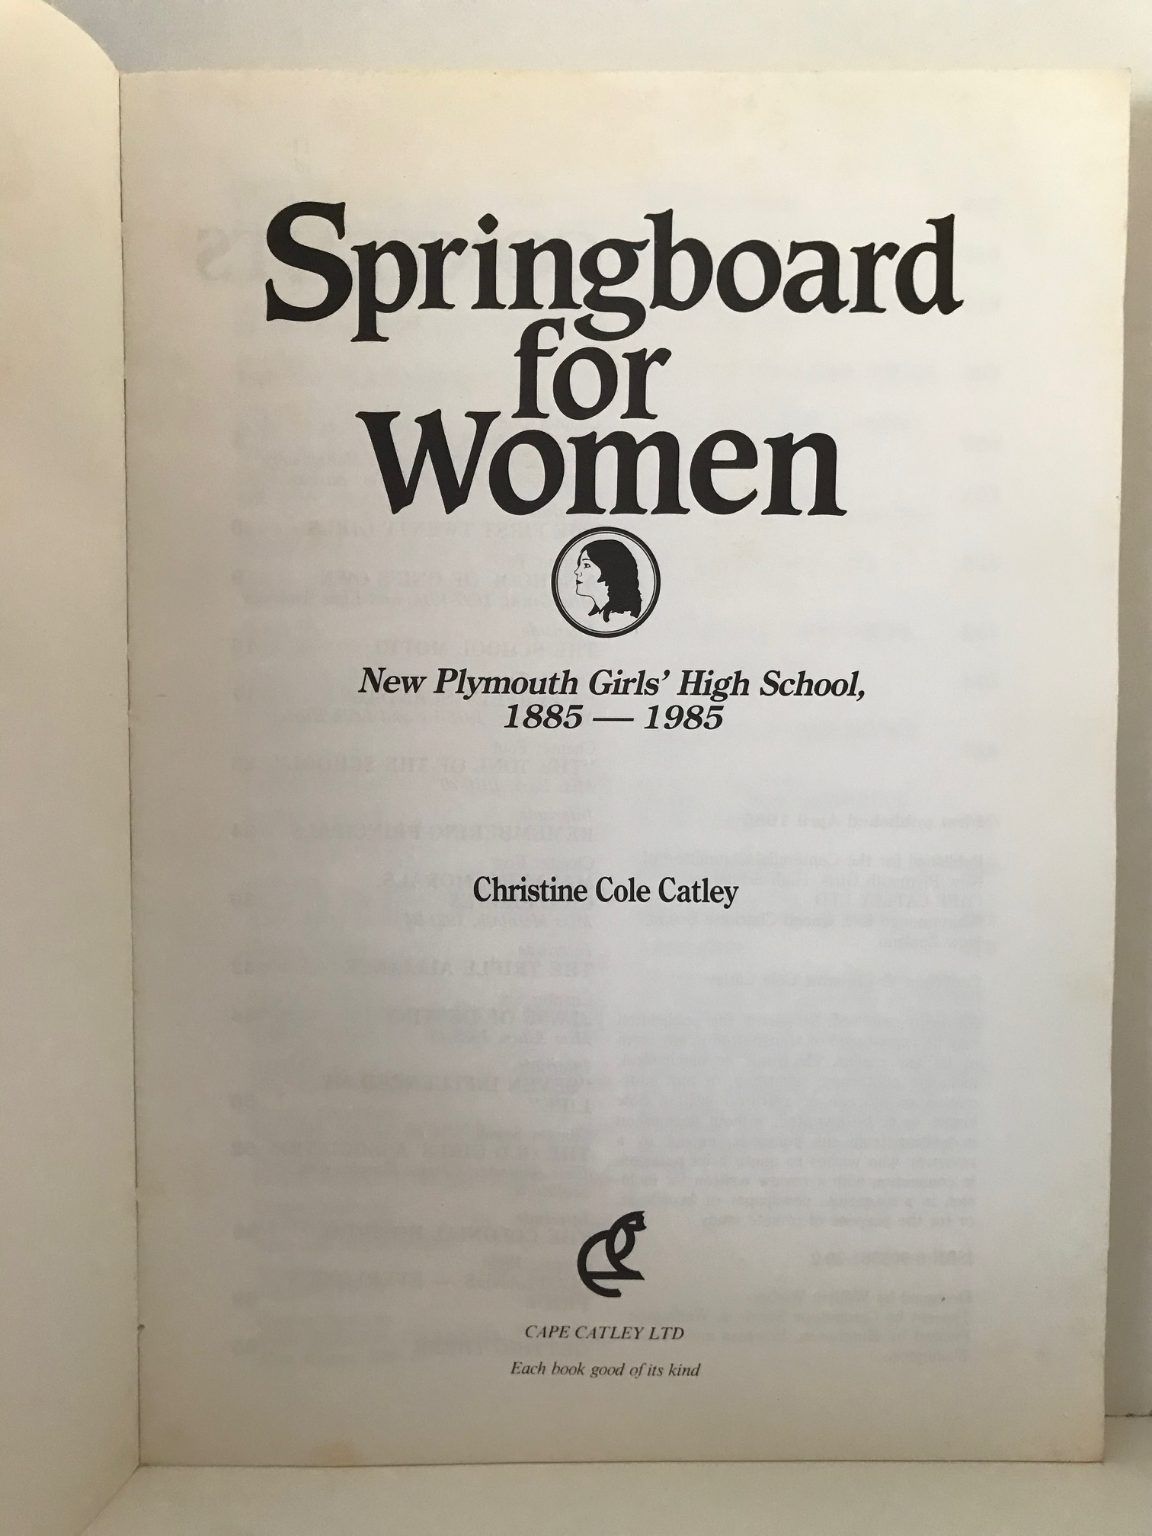 Springboard
for
Women
New Plymouth Girls' High School,
1885 — 1985
Christine Cole Catley
CAPE CATLEY LTD
Each book good of its kind